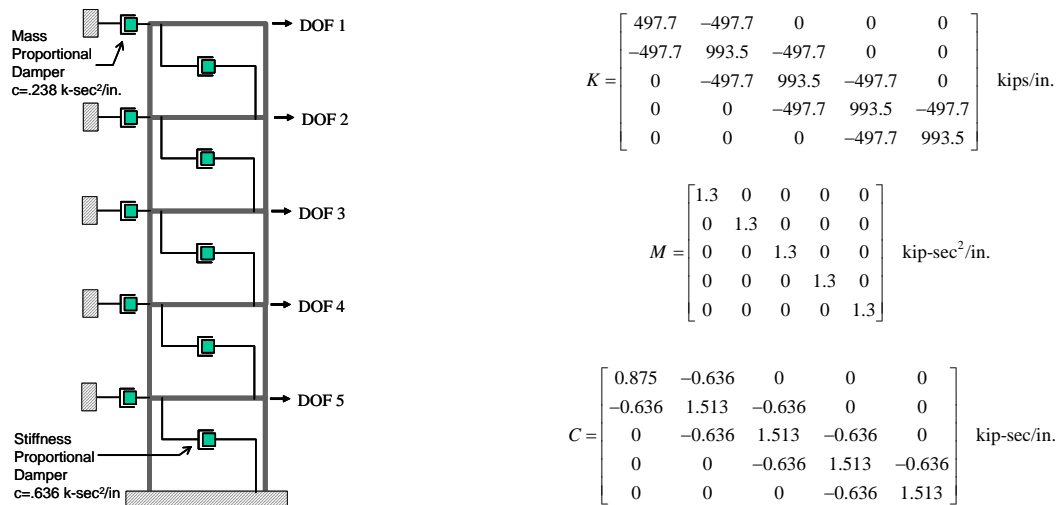 Mass
Proportional
Damper
c=.238 k-sec²/in.
DOF 1
DOF 2
DOF 3
DOF 4
DOF 5
Stiffness
Proportional
Damper
c=.636 k-sec²/in
K =
497.7 −497.7 0 0 0
−497.7 993.5 −497.7 0 0
0 −497.7 993.5 −497.7 0
0 0 −497.7 993.5 −497.7
0 0 0 −497.7 993.5
kips/in.
M =
1.3 0 0 0 0
0 1.3 0 0 0
0 0 1.3 0 0
0 0 0 1.3 0
0 0 0 0 1.3
kip-sec²/in.
C =
0.875 −0.636 0 0 0
−0.636 1.513 −0.636 0 0
0 −0.636 1.513 −0.636 0
0 0 −0.636 1.513 −0.636
0 0 0 −0.636 1.513
kip-sec/in.